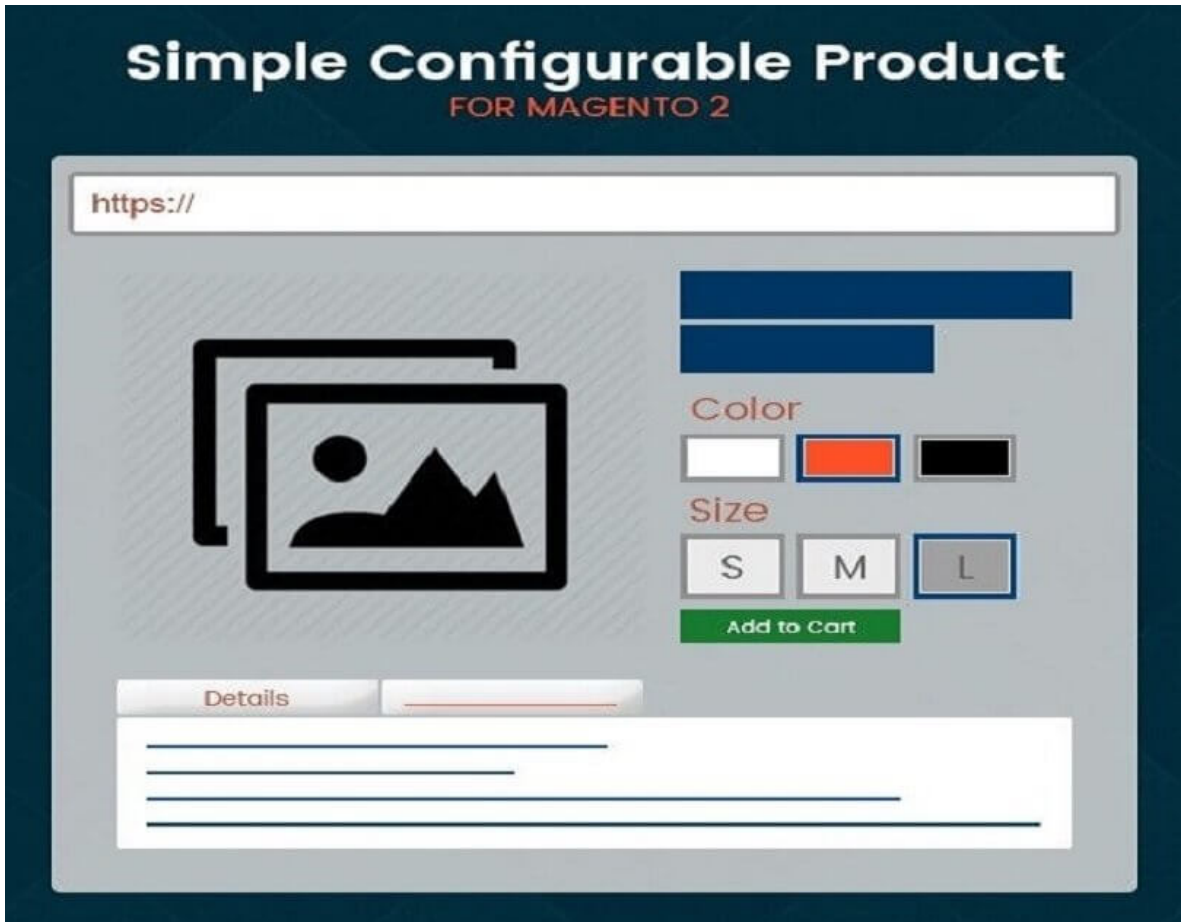 Simple Configurable Product
FOR MAGENTO 2
https://
Color
Size
S M L
Add to Cart
Details